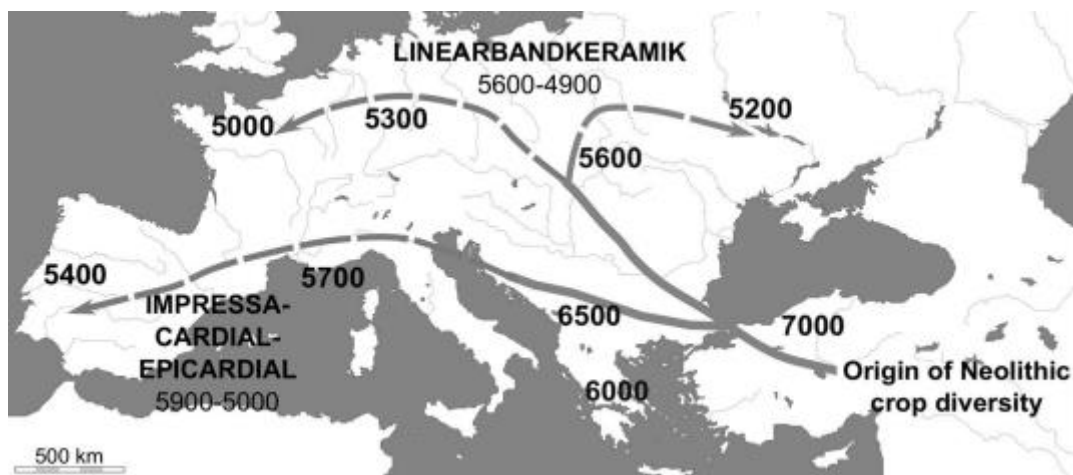 LINEARBANDKERAMIK
5600-4900
5000
5300
5200
5600
5400
5700
IMPRESSA-
CARDIAL-
EPICARDIAL
5900-5000
6500
7000
6000
Origin of Neolithic
crop diversity
500 km